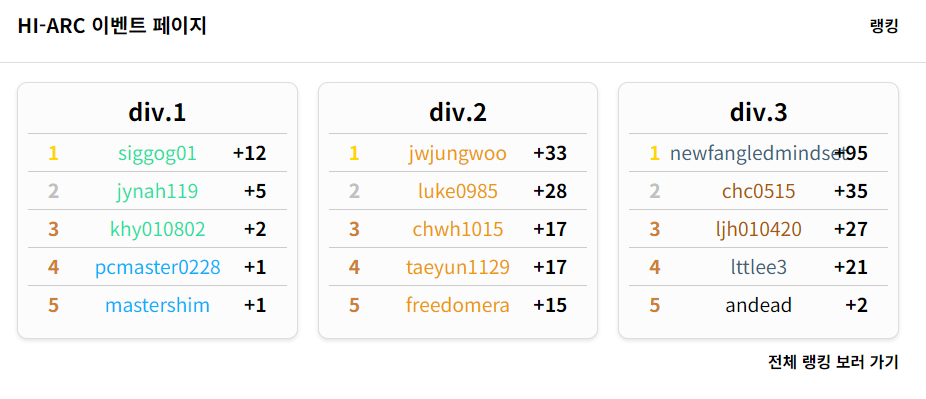 HI-ARC 이벤트 페이지
랭킹
div.1
1 siggog01 +12
2 jynah119 +5
3 khy010802 +2
4 pcmaster0228 +1
5 mastershim +1
div.2
1 jwjungwoo +33
2 luke0985 +28
3 chwh1015 +17
4 taeyun1129 +17
5 freedomera +15
div.3
1 newfangledmindset +95
2 chc0515 +35
3 ljh010420 +27
4 lttlee3 +21
5 andead +2
전체 랭킹 보러 가기